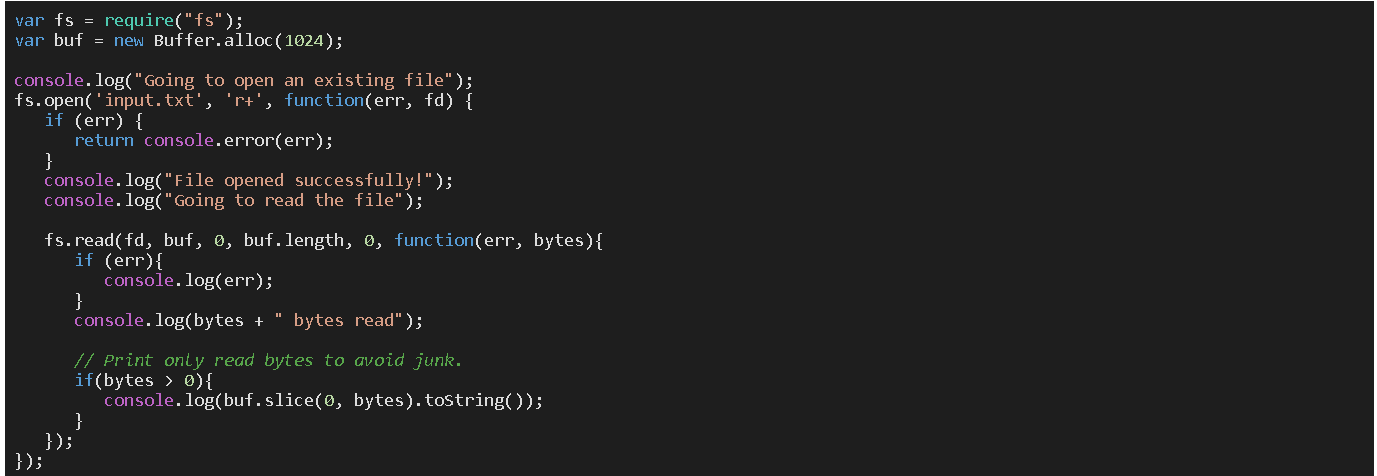 var fs = require("fs");
var buf = new Buffer.alloc(1024);

console.log("Going to open an existing file");
fs.open('input.txt', 'r+', function(err, fd) {
   if (err) {
      return console.error(err);
   }
   console.log("File opened successfully!");
   console.log("Going to read the file");

   fs.read(fd, buf, 0, buf.length, 0, function(err, bytes){
      if (err){
         console.log(err);
      }
      console.log(bytes + " bytes read");

      // Print only read bytes to avoid junk.
      if(bytes > 0){
         console.log(buf.slice(0, bytes).toString());
      }
   });
});